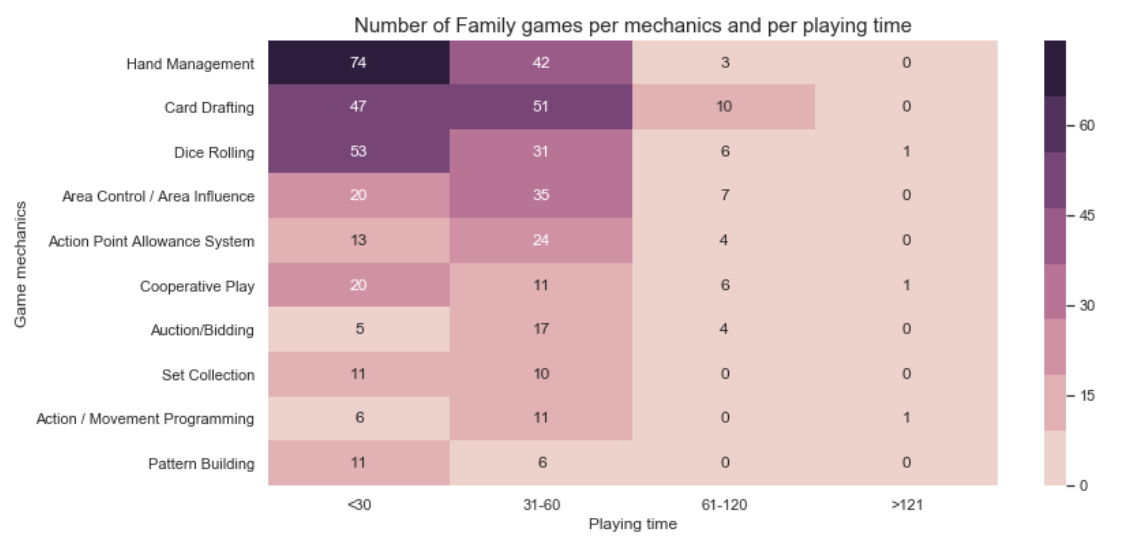 Number of Family games per mechanics and per playing time
Game mechanics
Hand Management 74 42 3 0
Card Drafting 47 51 10 0
Dice Rolling 53 31 6 1
Area Control / Area Influence 20 35 7 0
Action Point Allowance System 13 24 4 0
Cooperative Play 20 11 6 1
Auction/Bidding 5 17 4 0
Set Collection 11 10 0 0
Action / Movement Programming 6 11 0 1
Pattern Building 11 6 0 0
<30 31-60 61-120 >121
Playing time
60
45
30
15
0